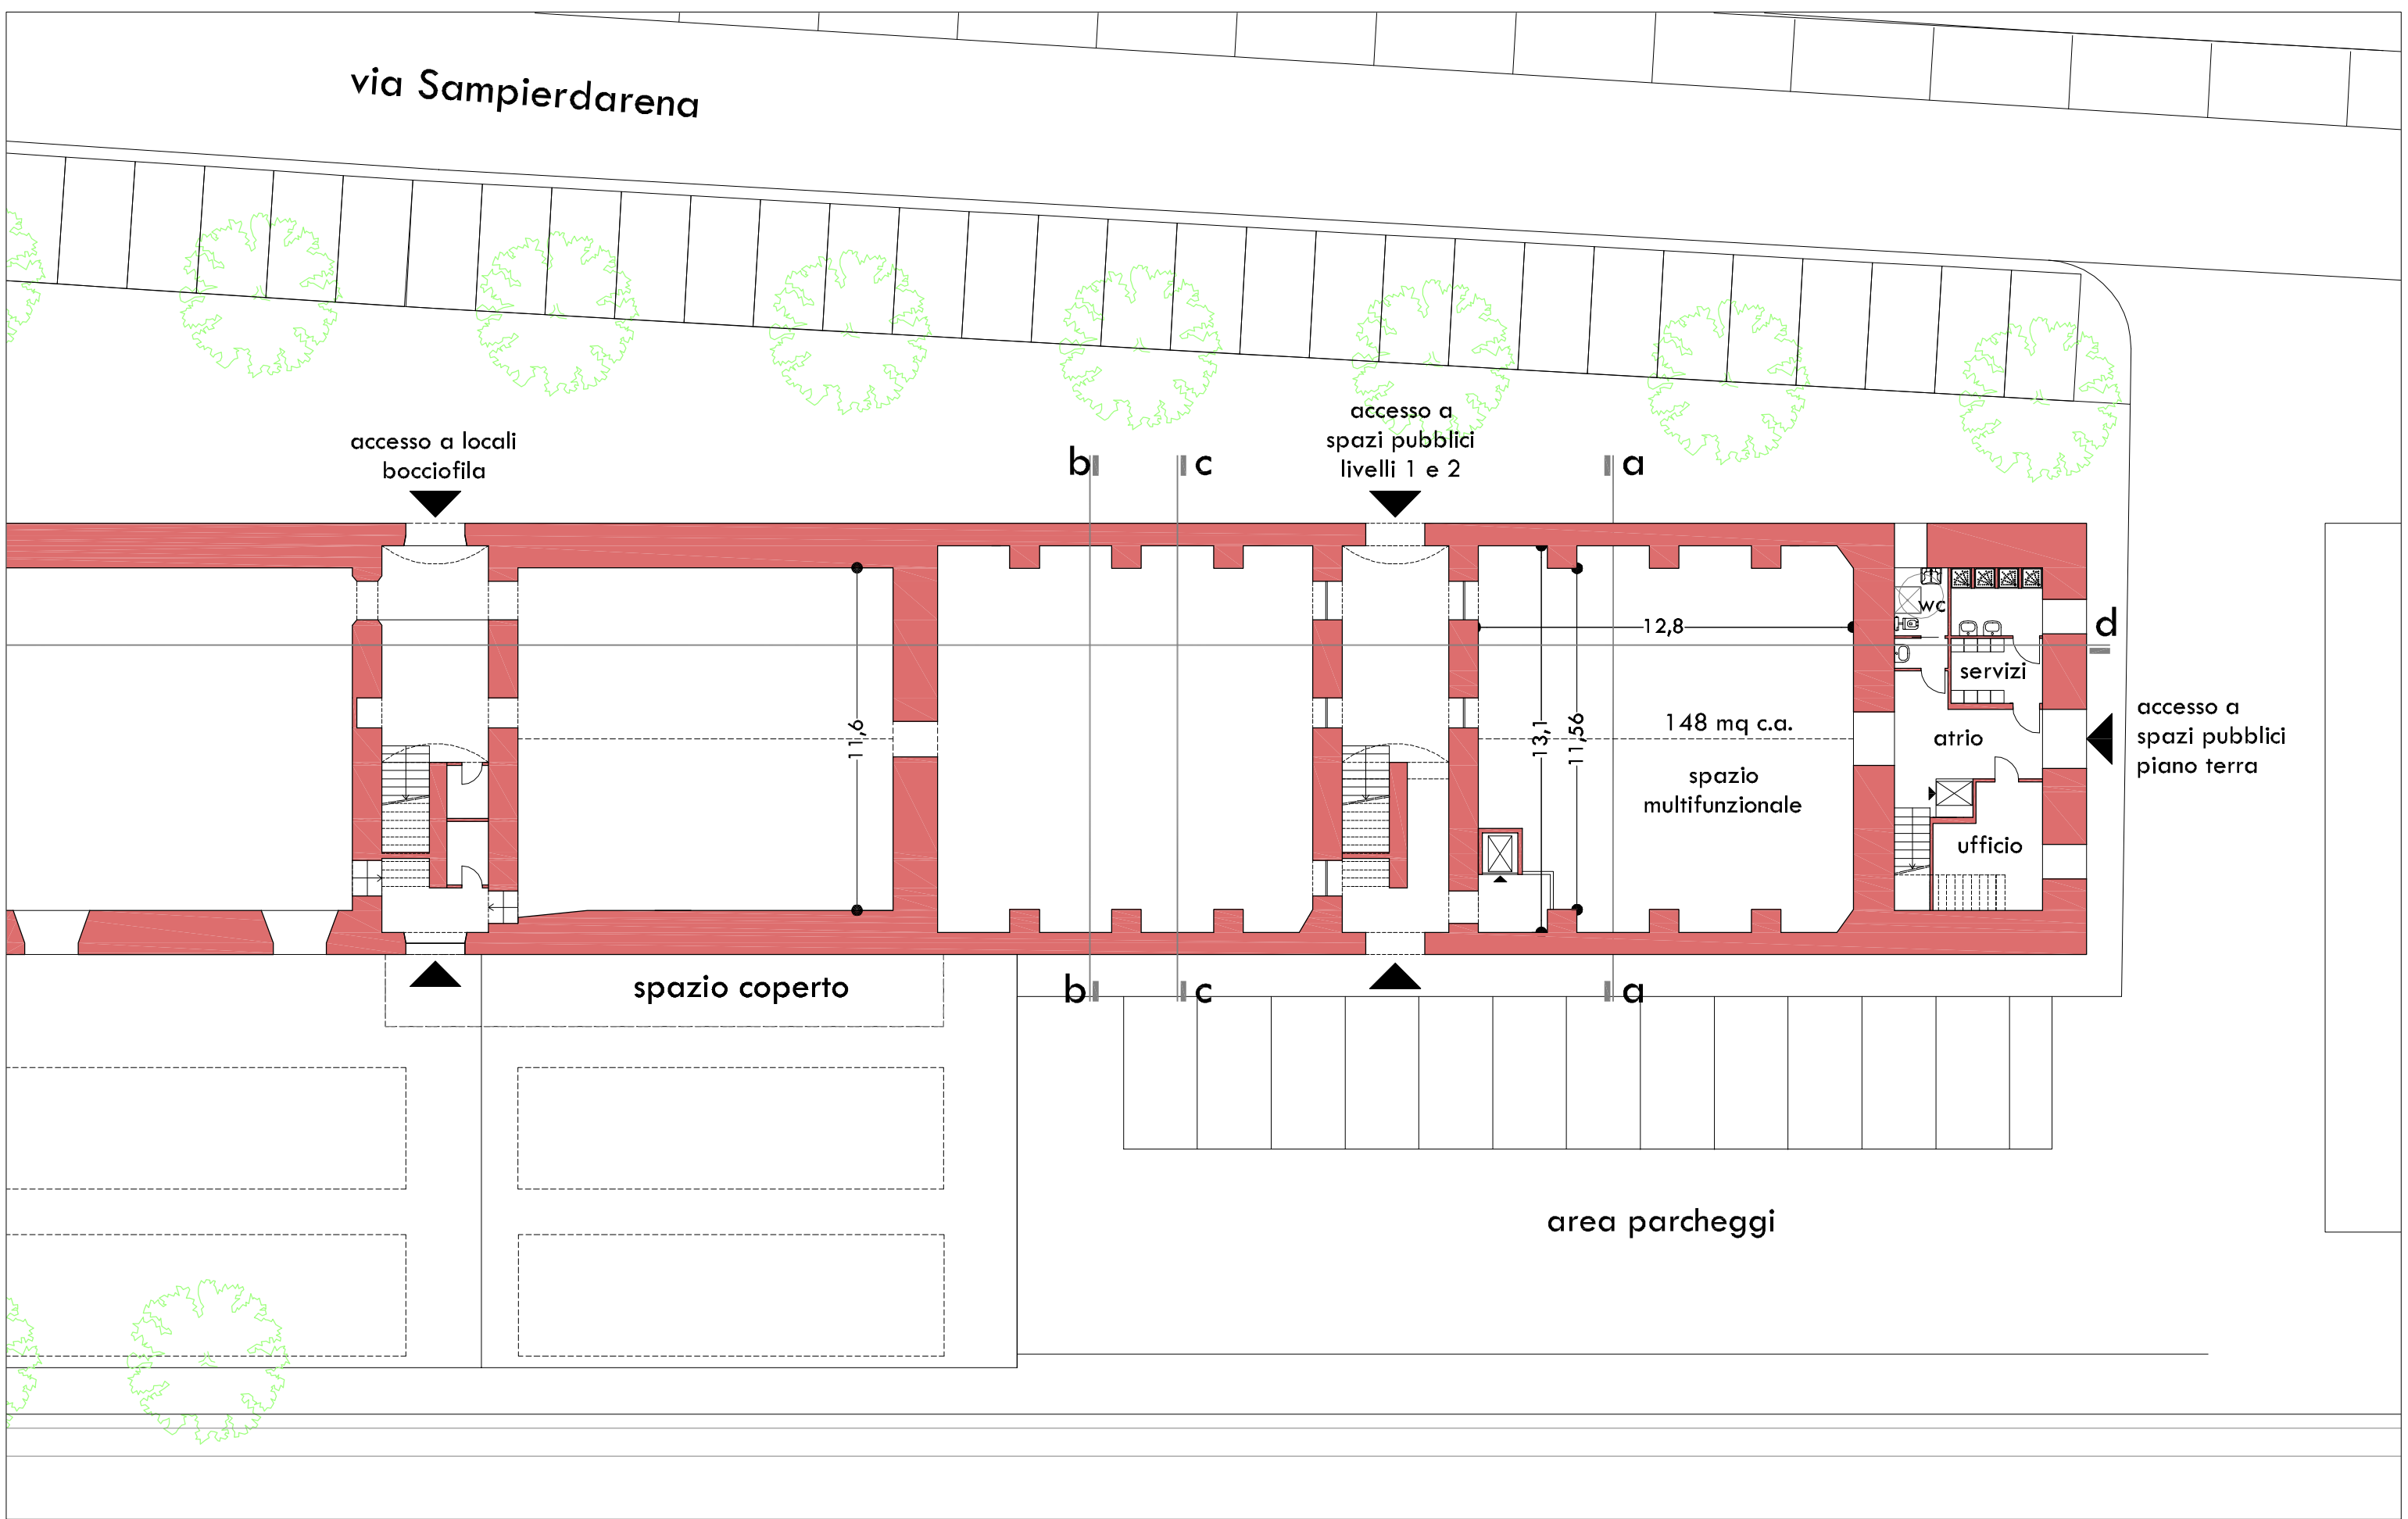 via Sampierdarena
accesso a
spazi pubblici
livelli 1 e 2
accesso a locali
bocciofila
b
c
a
wc
d
12,8
servizi
11,6
13,1
11,56
148 mq c.a.
atrio
accesso a
spazi pubblici
piano terra
spazio
multifunzionale
ufficio
spazio coperto
b
c
a
area parcheggi